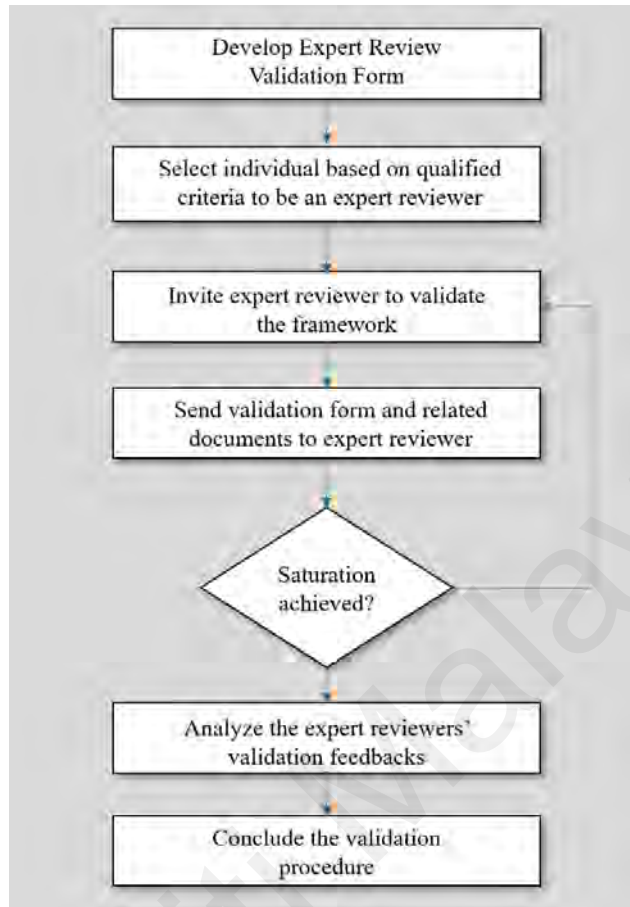 Develop Expert Review
Validation Form
Select individual based on qualified
criteria to be an expert reviewer
Invite expert reviewer to validate
the framework
Send validation form and related
documents to expert reviewer
Saturation
achieved?
Analyze the expert reviewers'
validation feedbacks
Conclude the validation
procedure